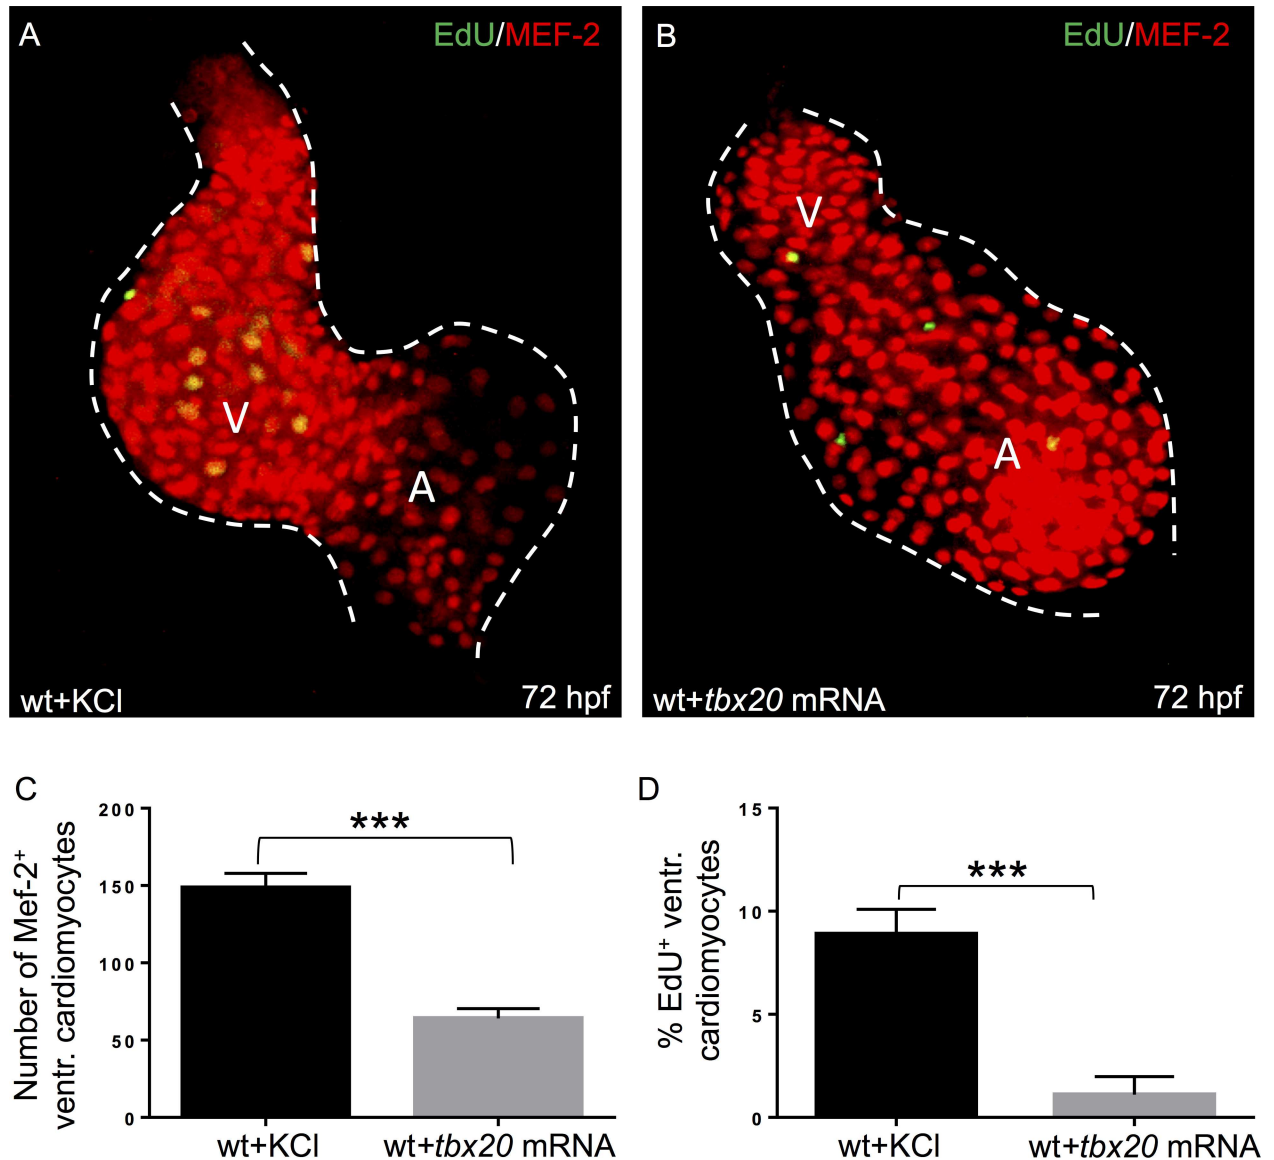 A
EdU/MEF-2
V
A
wt+KCl
72 hpf
B
EdU/MEF-2
V
A
wt+tbx20 mRNA
72 hpf
C
Number of Mef-2⁺
ventr. cardiomyocytes
200
150
100
50
0
***
wt+KCl
wt+tbx20 mRNA
D
% EdU⁺ ventr.
cardiomyocytes
15
10
5
0
***
wt+KCl
wt+tbx20 mRNA